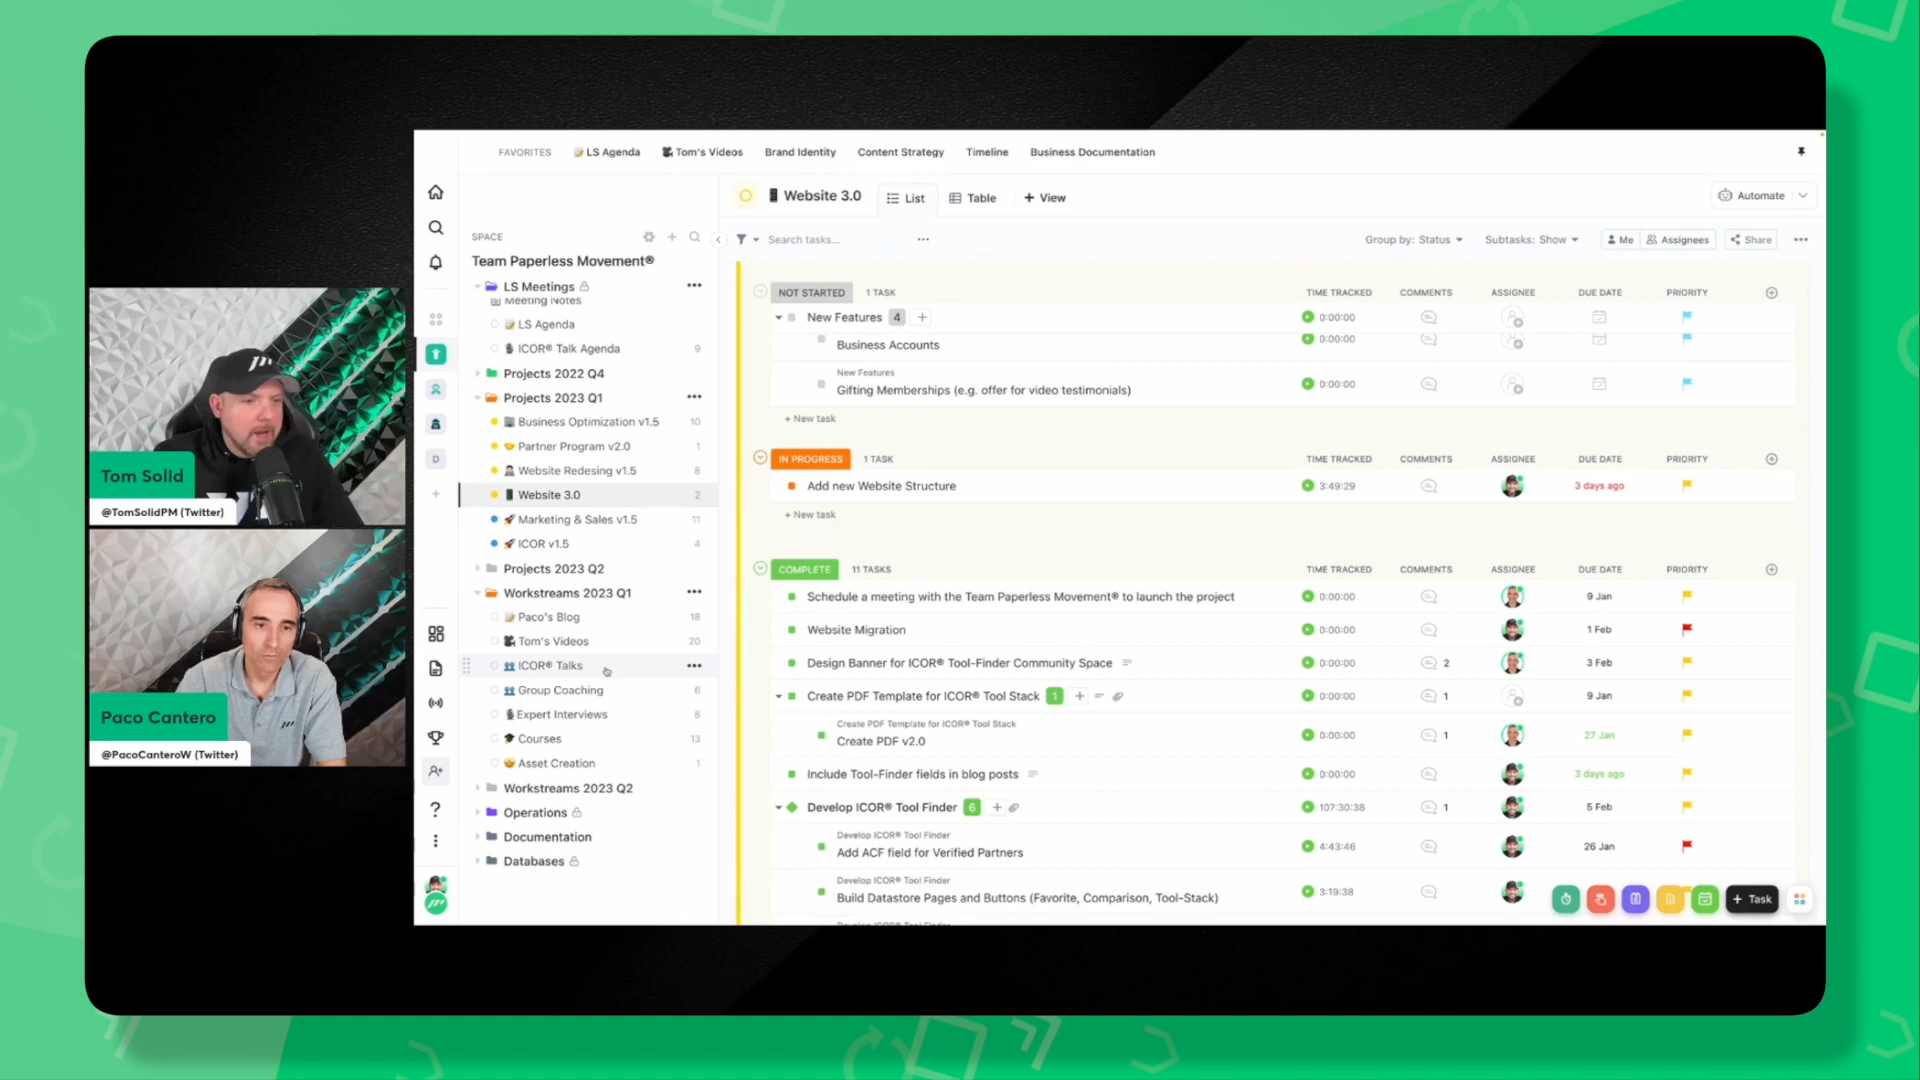 FAVORITES LS Agenda Tom's Videos Brand Identity Content Strategy Timeline Business Documentation
Website 3.0 List Table + View Automate
SPACE
Search tasks... Group by: Status Subtasks: Show Me Assignees Share
Team Paperless Movement®
LS Meetings
Meeting Notes
LS Agenda
ICOR® Talk Agenda 9
Projects 2022 Q4
Projects 2023 Q1
Business Optimization v1.5 10
Partner Program v2.0 1
Website Redesing v1.5 8
Website 3.0 2
Marketing & Sales v1.5 11
ICOR v1.5 4
Projects 2023 Q2
Workstreams 2023 Q1
Paco's Blog 18
Tom's Videos 20
ICOR® Talks
Group Coaching 6
Expert Interviews 8
Courses 13
Asset Creation 1
Workstreams 2023 Q2
Operations
Documentation
Databases
D
NOT STARTED 1 TASK TIME TRACKED COMMENTS ASSIGNEE DUE DATE PRIORITY
New Features 4 + 0:00:00
Business Accounts 0:00:00
New Features
Gifting Memberships (e.g. offer for video testimonials) 0:00:00
+ New task
IN PROGRESS 1 TASK TIME TRACKED COMMENTS ASSIGNEE DUE DATE PRIORITY
Add new Website Structure 3:49:29 3 days ago
+ New task
COMPLETE 11 TASKS TIME TRACKED COMMENTS ASSIGNEE DUE DATE PRIORITY
Schedule a meeting with the Team Paperless Movement® to launch the project 0:00:00 9 Jan
Website Migration 0:00:00 1 Feb
Design Banner for ICOR® Tool-Finder Community Space 0:00:00 2 3 Feb
Create PDF Template for ICOR® Tool Stack 1 + 0:00:00 1 9 Jan
Create PDF Template for ICOR® Tool Stack
Create PDF v2.0 0:00:00 1 27 Jan
Include Tool-Finder fields in blog posts 0:00:00 3 days ago
Develop ICOR® Tool Finder 6 + 107:30:38 1 5 Feb
Develop ICOR® Tool Finder
Add ACF field for Verified Partners 4:43:46 26 Jan
Develop ICOR® Tool Finder
Build Datastore Pages and Buttons (Favorite, Comparison, Tool-Stack) 3:19:38
+ Task
Tom Solid
@TomSolidPM (Twitter)
Paco Cantero
@PacoCanteroW (Twitter)